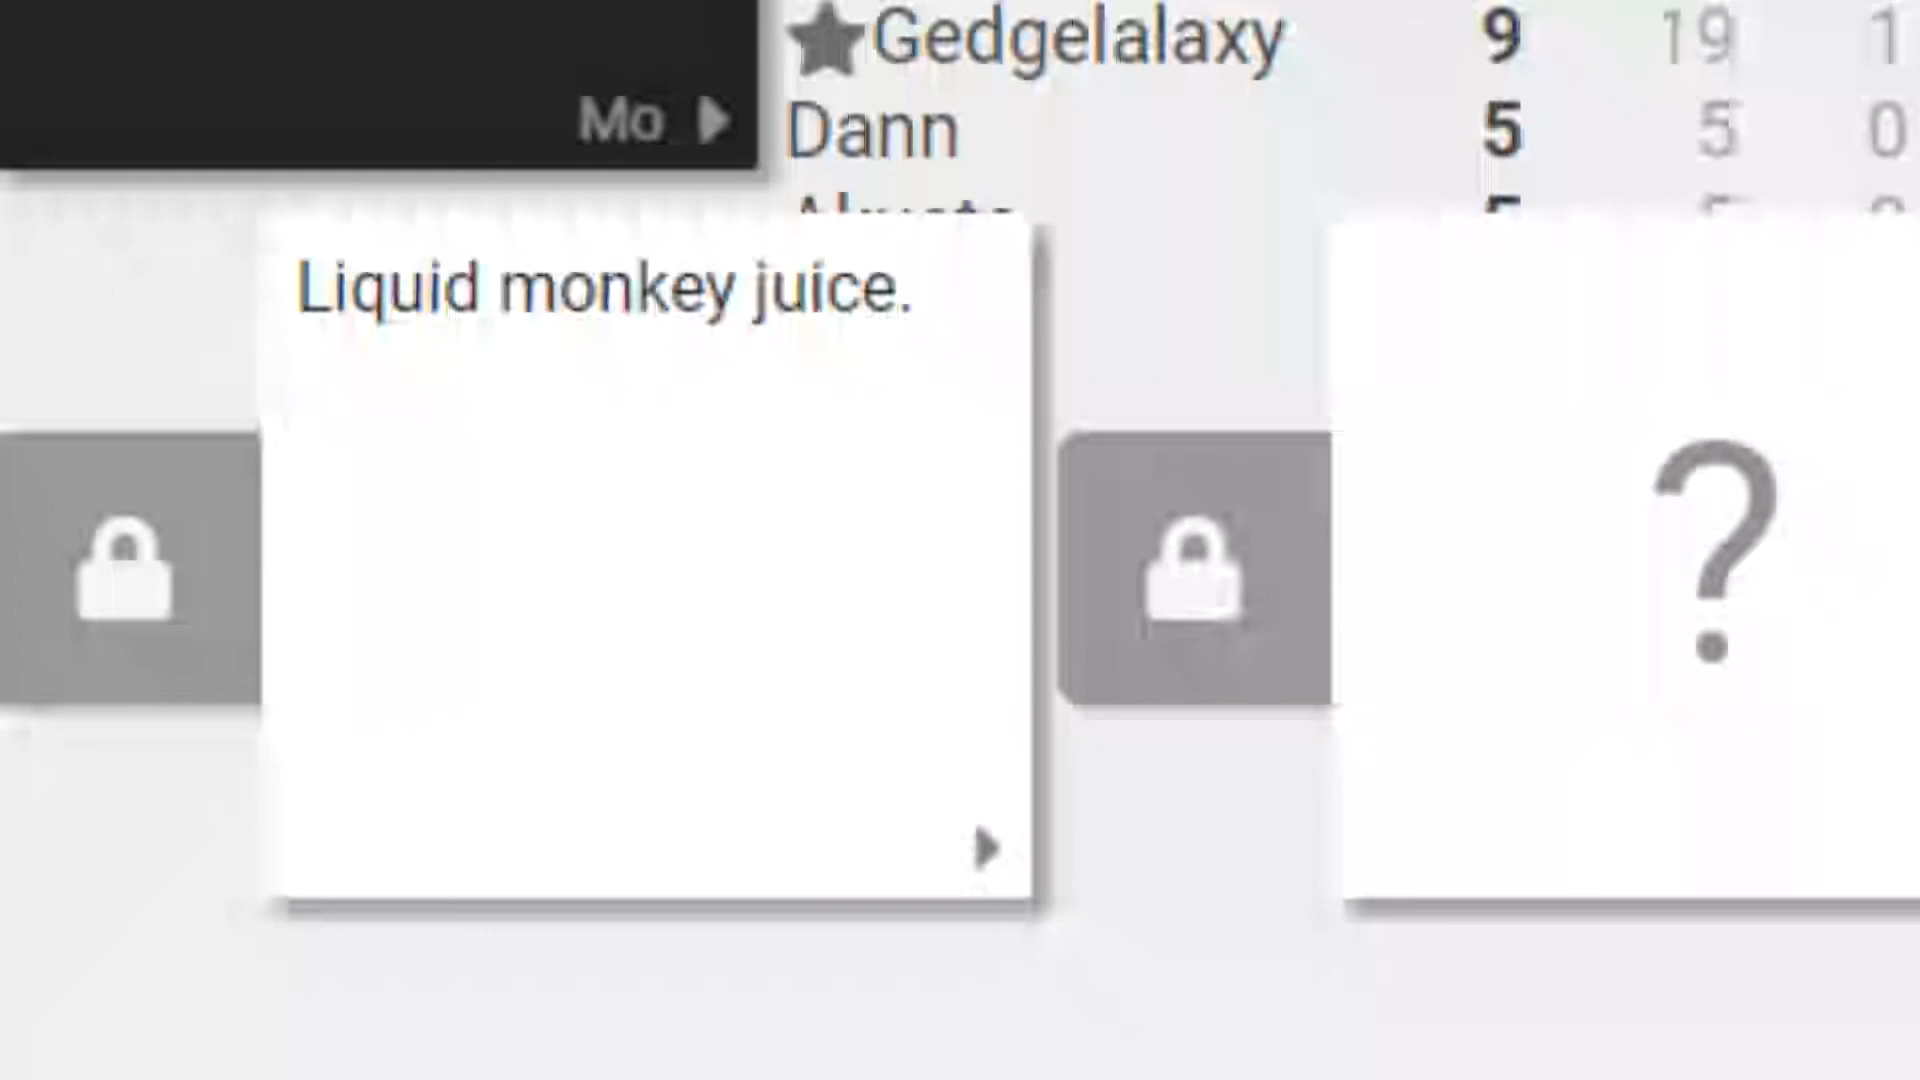 ★Gedgelalaxy 9 19 1
Mo
Dann 5 5 0
Liquid monkey juice.
?